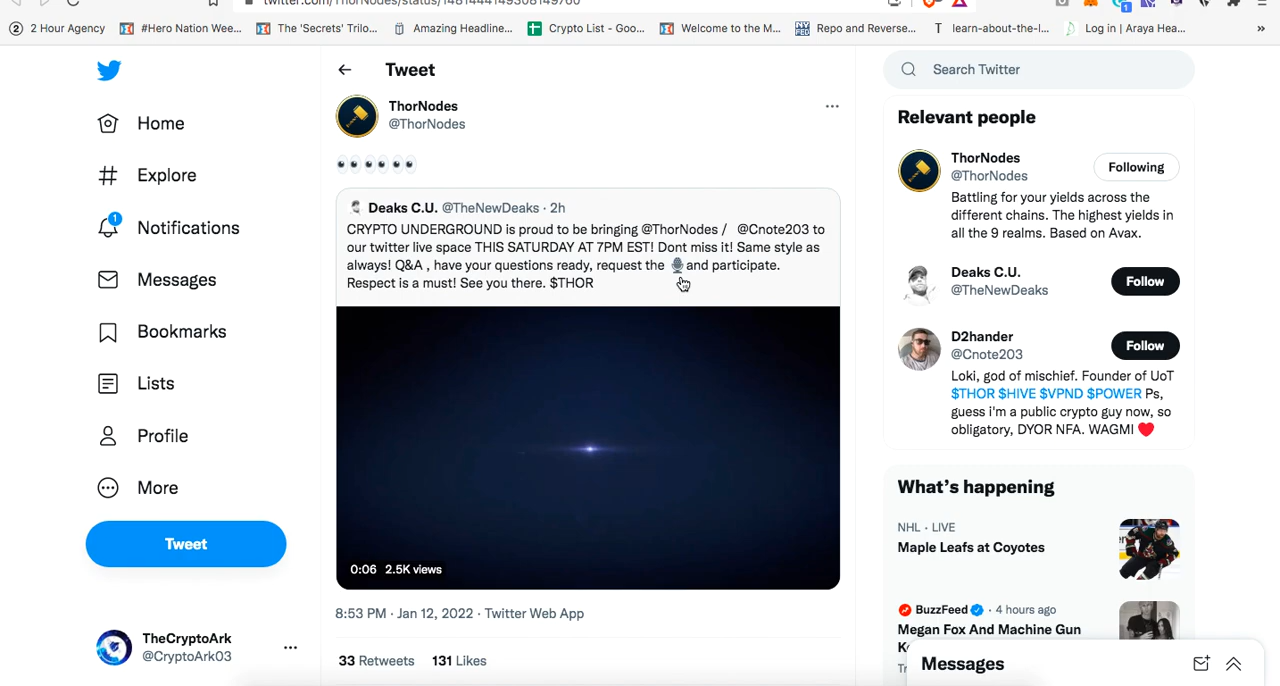 twitter.com/ThorNodes/status/1481444149308149760
2 Hour Agency
#Hero Nation Wee...
The 'Secrets' Trilo...
Amazing Headline...
Crypto List - Goo...
Welcome to the M...
Repo and Reverse...
learn-about-the-l...
Log in | Araya Hea...
»
Home
Explore
1
Notifications
Messages
Bookmarks
Lists
Profile
More
Tweet
TheCryptoArk
@CryptoArk03
Tweet
ThorNodes
@ThorNodes
👀👀👀
Deaks C.U. @TheNewDeaks · 2h
CRYPTO UNDERGROUND is proud to be bringing @ThorNodes / @Cnote203 to
our twitter live space THIS SATURDAY AT 7PM EST! Dont miss it! Same style as
always! Q&A , have your questions ready, request the 🎙️and participate.
Respect is a must! See you there. $THOR
0:06 2.5K views
8:53 PM · Jan 12, 2022 · Twitter Web App
33 Retweets 131 Likes
Search Twitter
Relevant people
ThorNodes
@ThorNodes
Following
Battling for your yields across the
different chains. The highest yields in
all the 9 realms. Based on Avax.
Deaks C.U.
@TheNewDeaks
Follow
D2hander
@Cnote203
Follow
Loki, god of mischief. Founder of UoT
$THOR $HIVE $VPND $POWER Ps,
guess i'm a public crypto guy now, so
obligatory, DYOR NFA. WAGMI ❤️
What's happening
NHL · LIVE
Maple Leafs at Coyotes
BuzzFeed · 4 hours ago
Megan Fox And Machine Gun
Messages